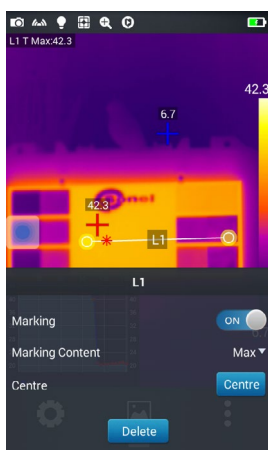 L1 T Max:42.3
42.3
6.7
42.3
onel
L1
L1
Marking ON
Marking Content Max
Centre Centre
Delete